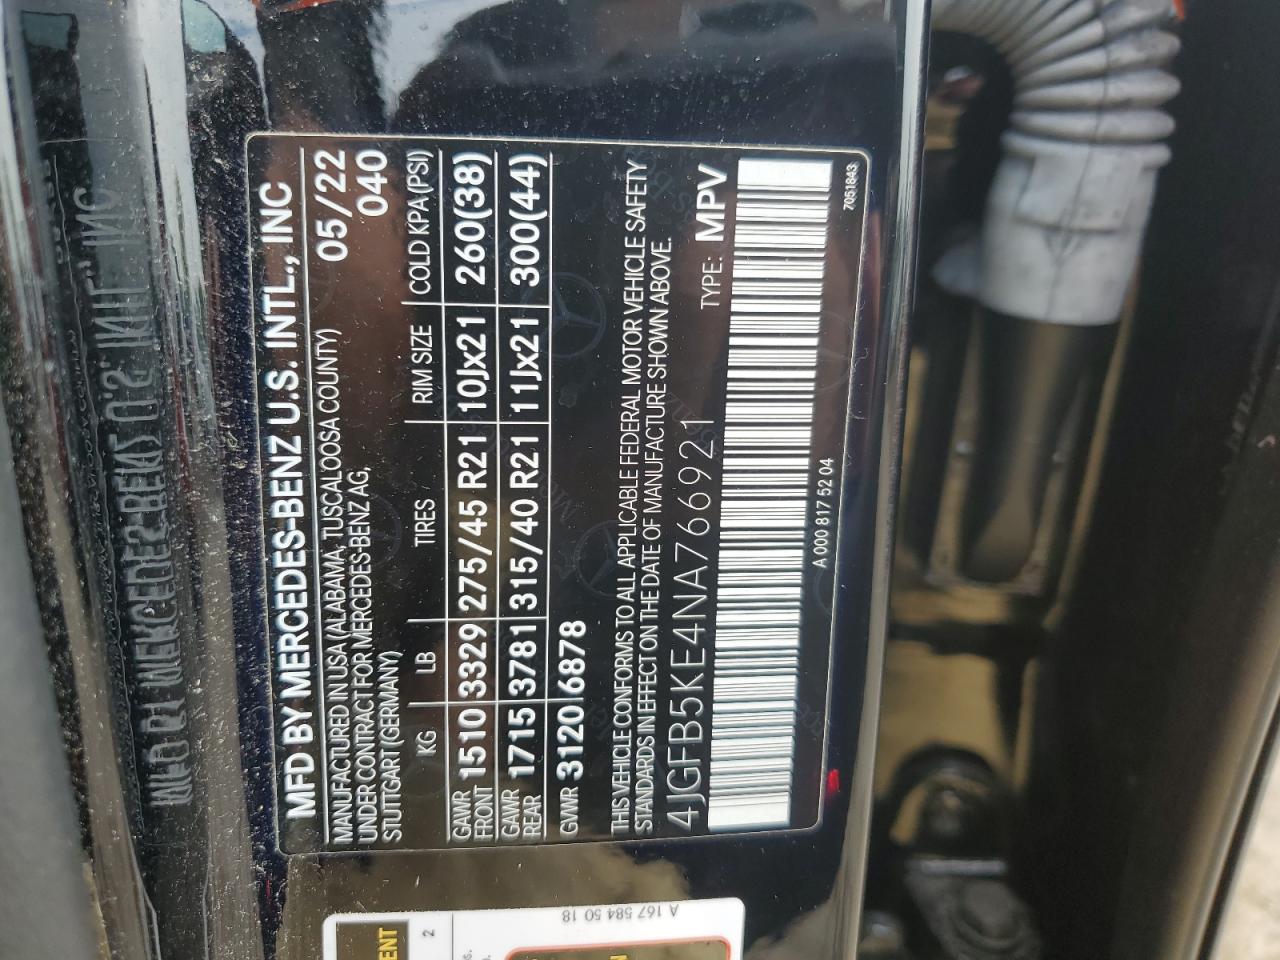 MFD BY MERCEDES-BENZ U.S. INTL., INC
MANUFACTURED IN USA (ALABAMA, TUSCALOOSA COUNTY) 05/22
UNDER CONTRACT FOR MERCEDES-BENZ AG, 040
STUTTGART (GERMANY)
KG LB TIRES RIM SIZE COLD KPA(PSI)
GAWR FRONT 1510 3329 275/45 R21 10Jx21 260(38)
GAWR REAR 1715 3781 315/40 R21 11Jx21 300(44)
GVWR 3120 6878
THIS VEHICLE CONFORMS TO ALL APPLICABLE FEDERAL MOTOR VEHICLE SAFETY
STANDARDS IN EFFECT ON THE DATE OF MANUFACTURE SHOWN ABOVE.
4JGFB5KE4NA766921 TYPE: MPV
A 000 817 52 04
7051843
A 167 584 50 18
2